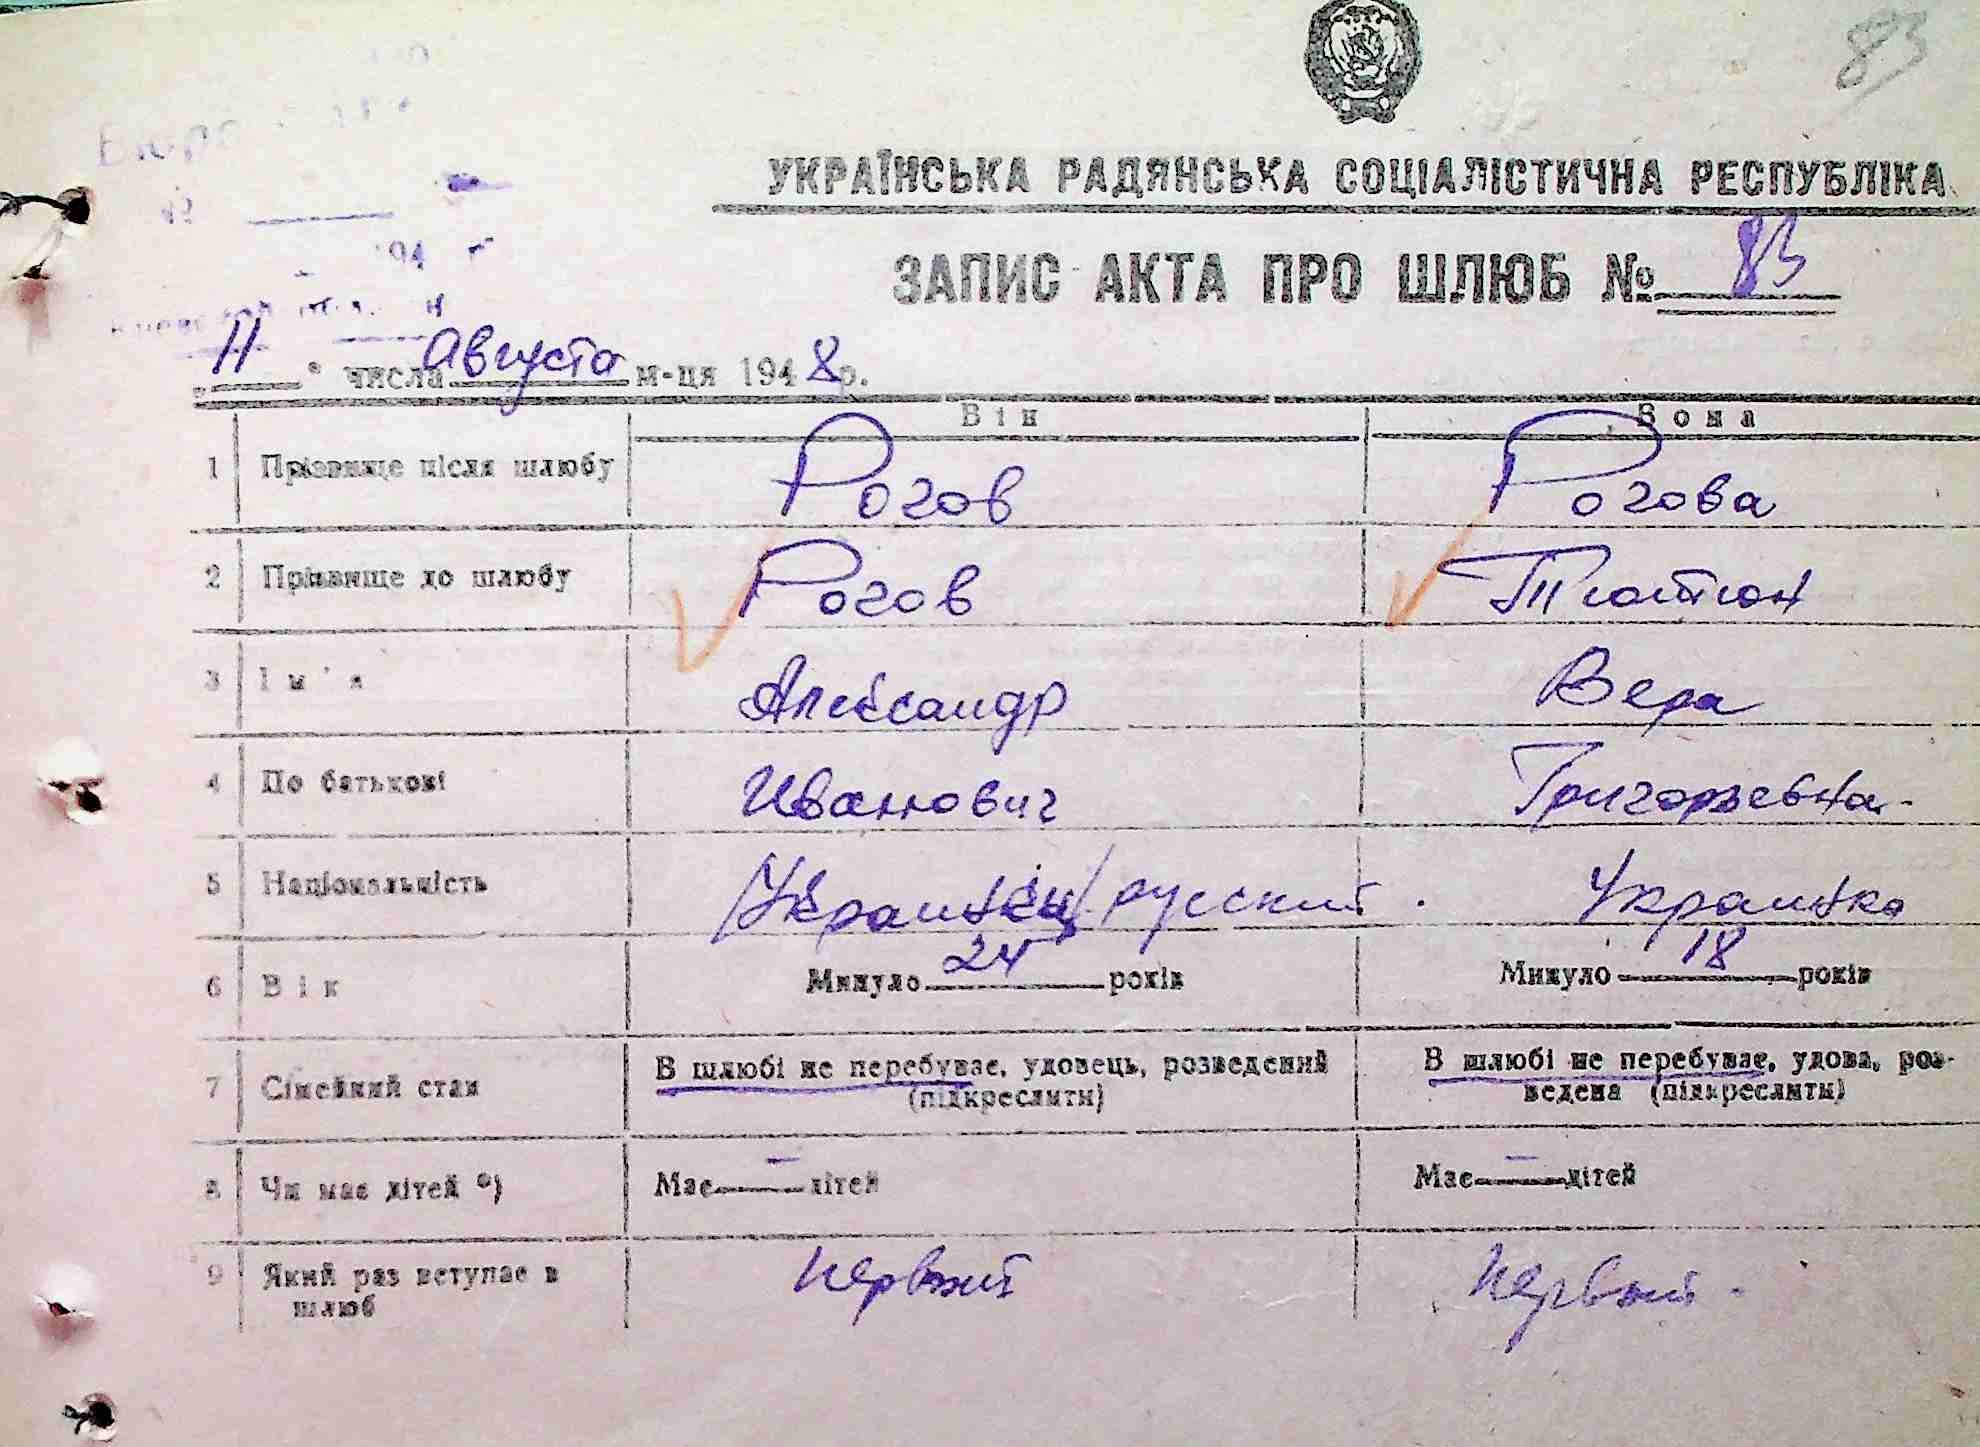 83
УКРАЇНСЬКА РАДЯНСЬКА СОЦІАЛІСТИЧНА РЕСПУБЛІКА
ЗАПИС АКТА ПРО ШЛЮБ № 83
194 г
„11" числа Августа м-ця 1948 р.
Він Вона
1 Прізвище після шлюбу Рогов Рогова
2 Прізвище до шлюбу Рогов Тютюн
3 Ім'я Александр Вера
4 По батькові Иванович Григорьевна
5 Національність (Украинец) русский. Украинка
6 Вік Минуло 24 років Минуло 18 років
7 Сімейний стан В шлюбі не перебуває, удовець, розведений В шлюбі не перебуває, удова, роз-
(підкреслити) ведена (підкреслити)
8 Чи має дітей *) Має — дітей Має — дітей
9 Який раз вступає в первый первый.
шлюб